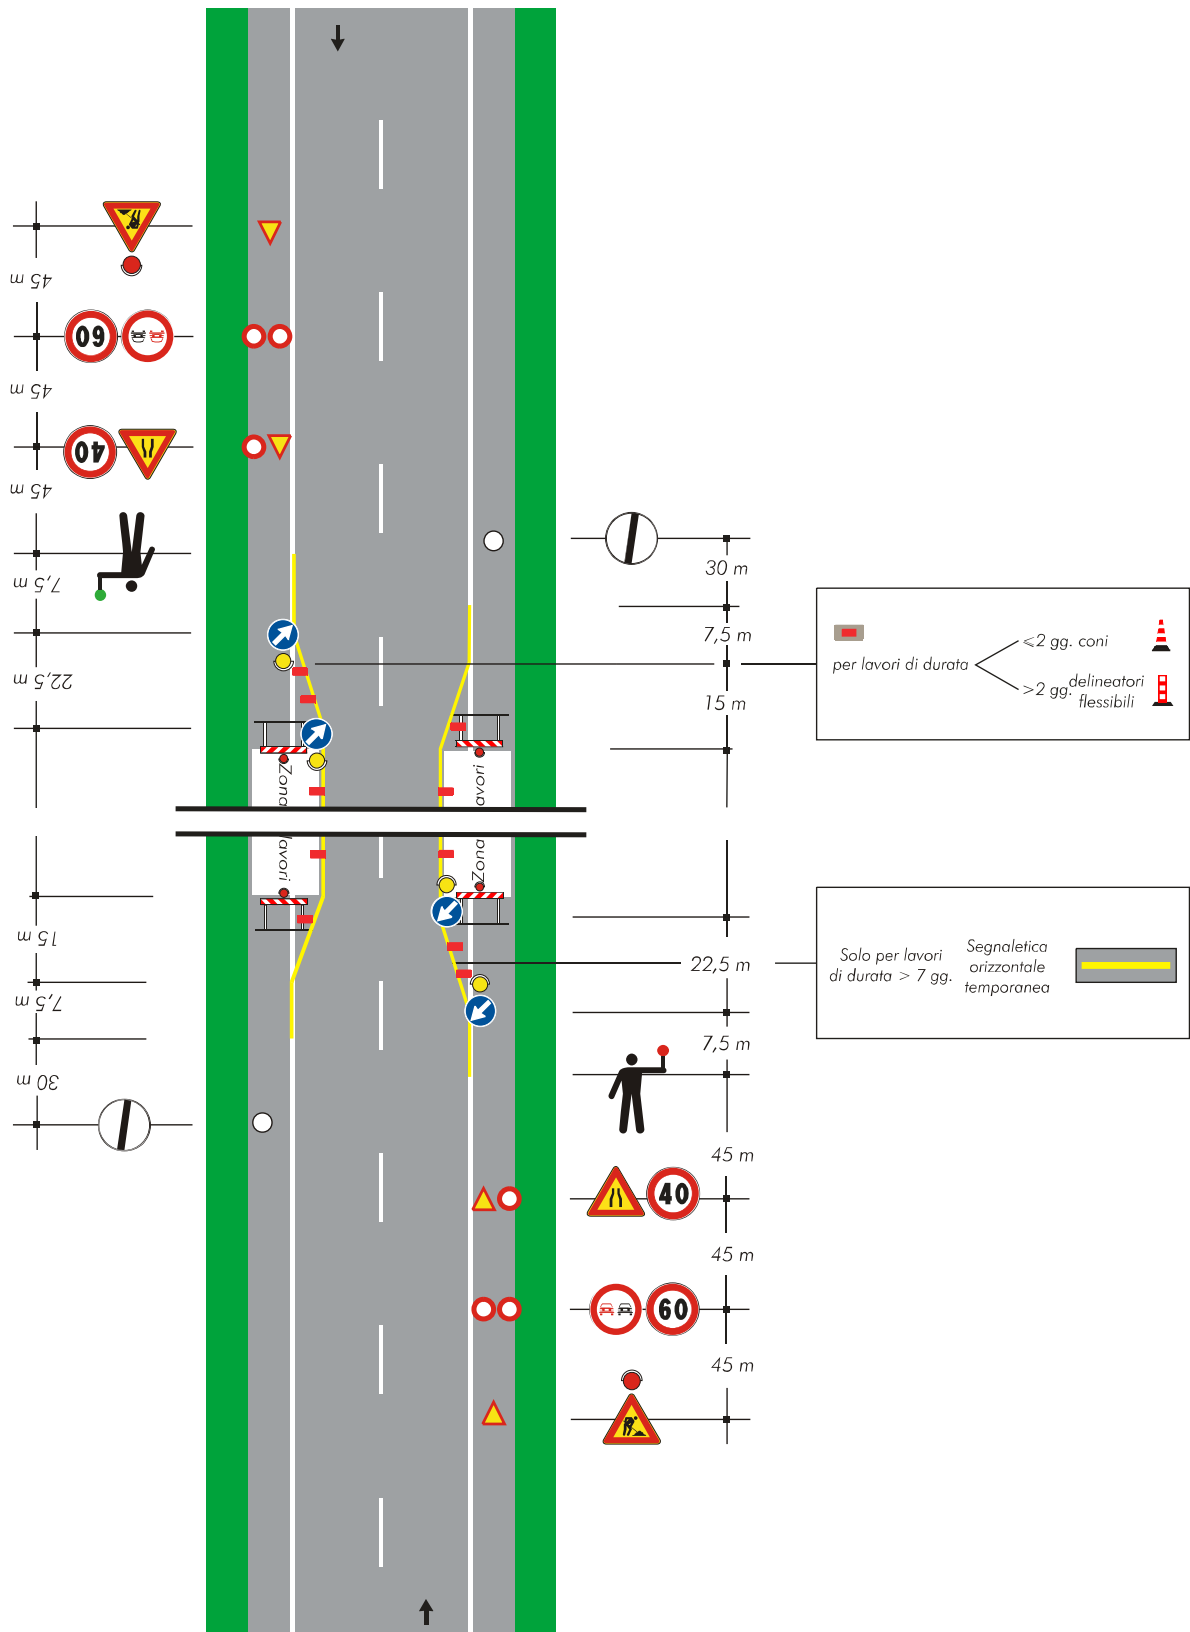 45 m
60
45 m
40
45 m
7,5 m
22,5 m
30 m
7,5 m
15 m
per lavori di durata
≤2 gg. coni
>2 gg. delineatori
flessibili
Zona
lavori
lavori
Zona
15 m
7,5 m
30 m
22,5 m
7,5 m
Solo per lavori
di durata > 7 gg.
Segnaletica
orizzontale
temporanea
45 m
40
45 m
60
45 m